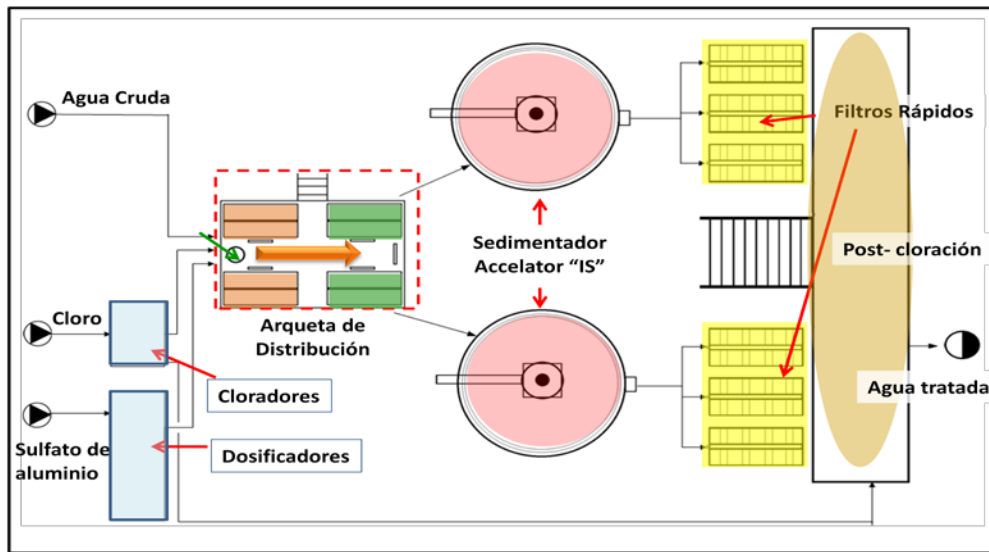 Agua Cruda
Cloro
Cloradores
Sulfato de
aluminio
Dosificadores
Arqueta de
Distribución
Sedimentador
Accelator “IS”
Filtros Rápidos
Post- cloración
Agua tratada